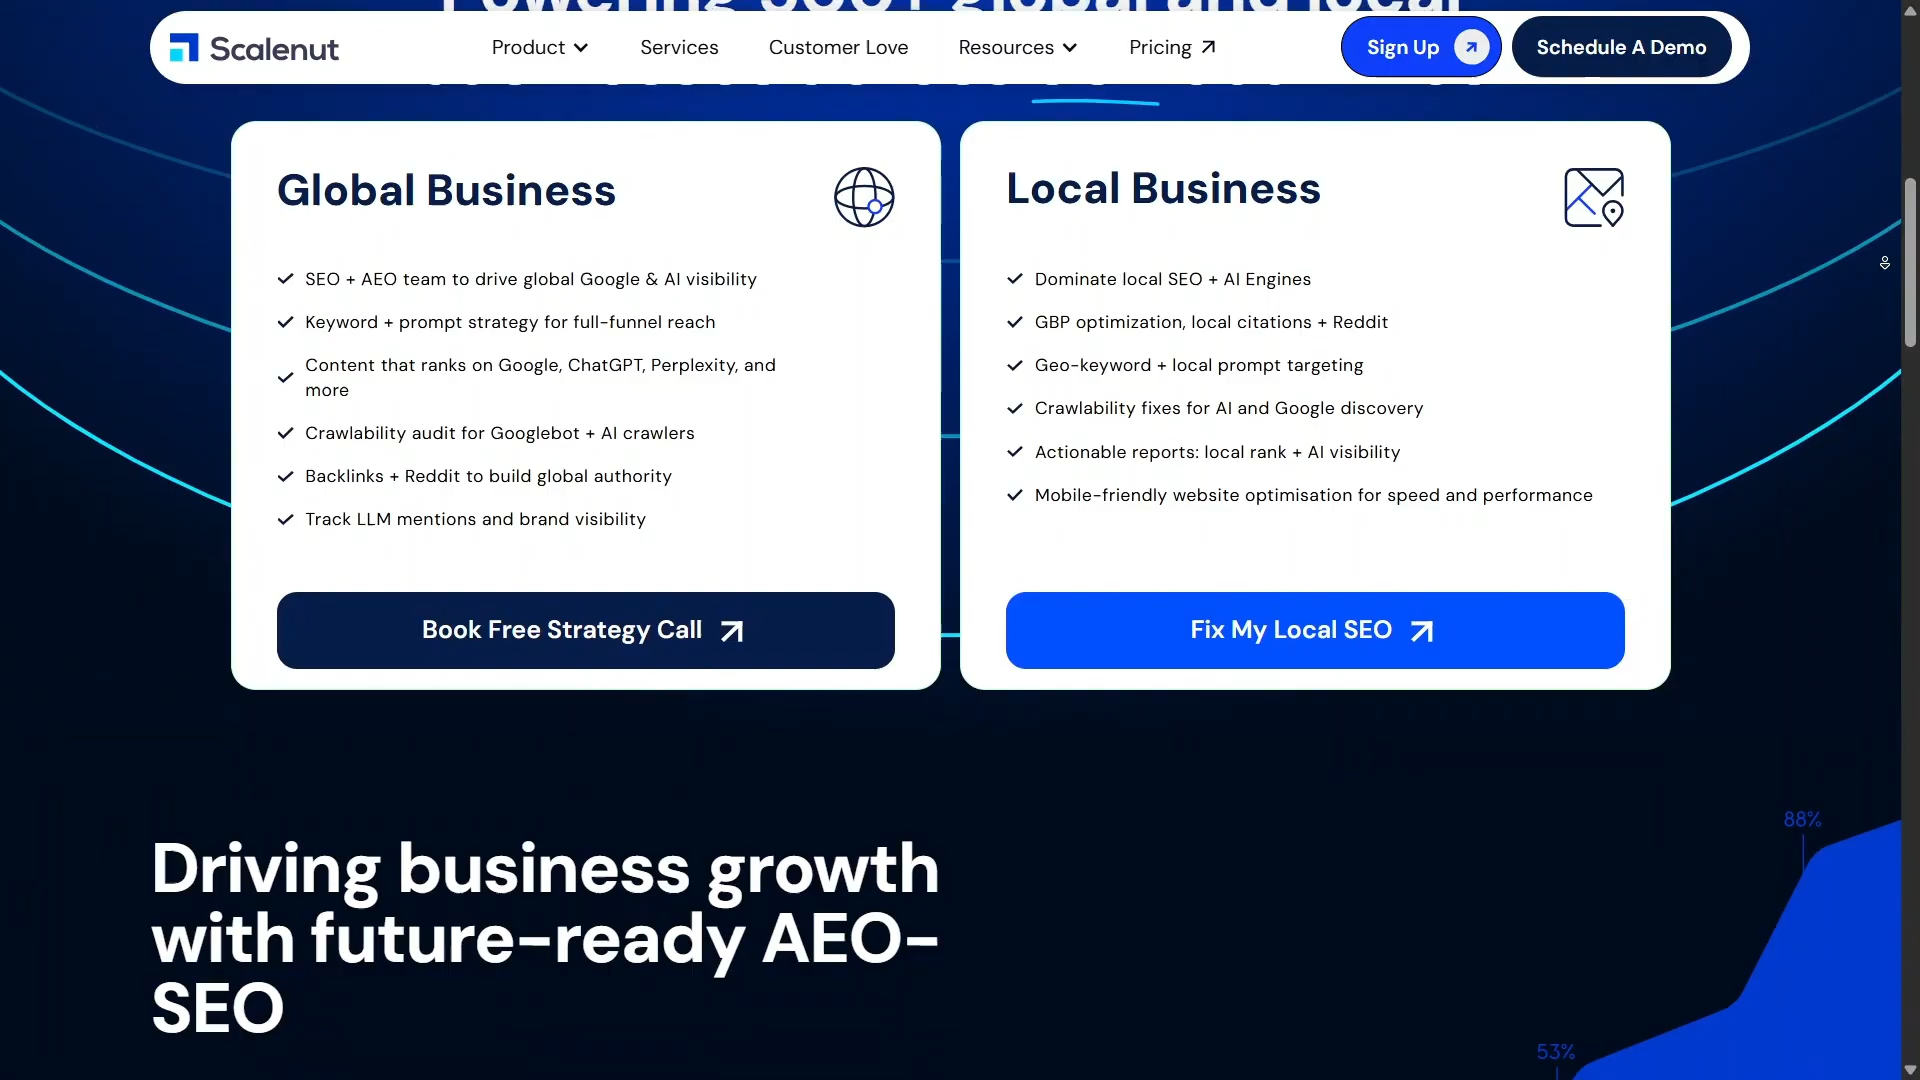 Powering 500+ global and local
Scalenut
Product
Services
Customer Love
Resources
Pricing
Sign Up
Schedule A Demo
Global Business
SEO + AEO team to drive global Google & AI visibility
Keyword + prompt strategy for full-funnel reach
Content that ranks on Google, ChatGPT, Perplexity, and
more
Crawlability audit for Googlebot + AI crawlers
Backlinks + Reddit to build global authority
Track LLM mentions and brand visibility
Book Free Strategy Call
Local Business
Dominate local SEO + AI Engines
GBP optimization, local citations + Reddit
Geo-keyword + local prompt targeting
Crawlability fixes for AI and Google discovery
Actionable reports: local rank + AI visibility
Mobile-friendly website optimisation for speed and performance
Fix My Local SEO
Driving business growth
with future-ready AEO-
SEO
88%
53%